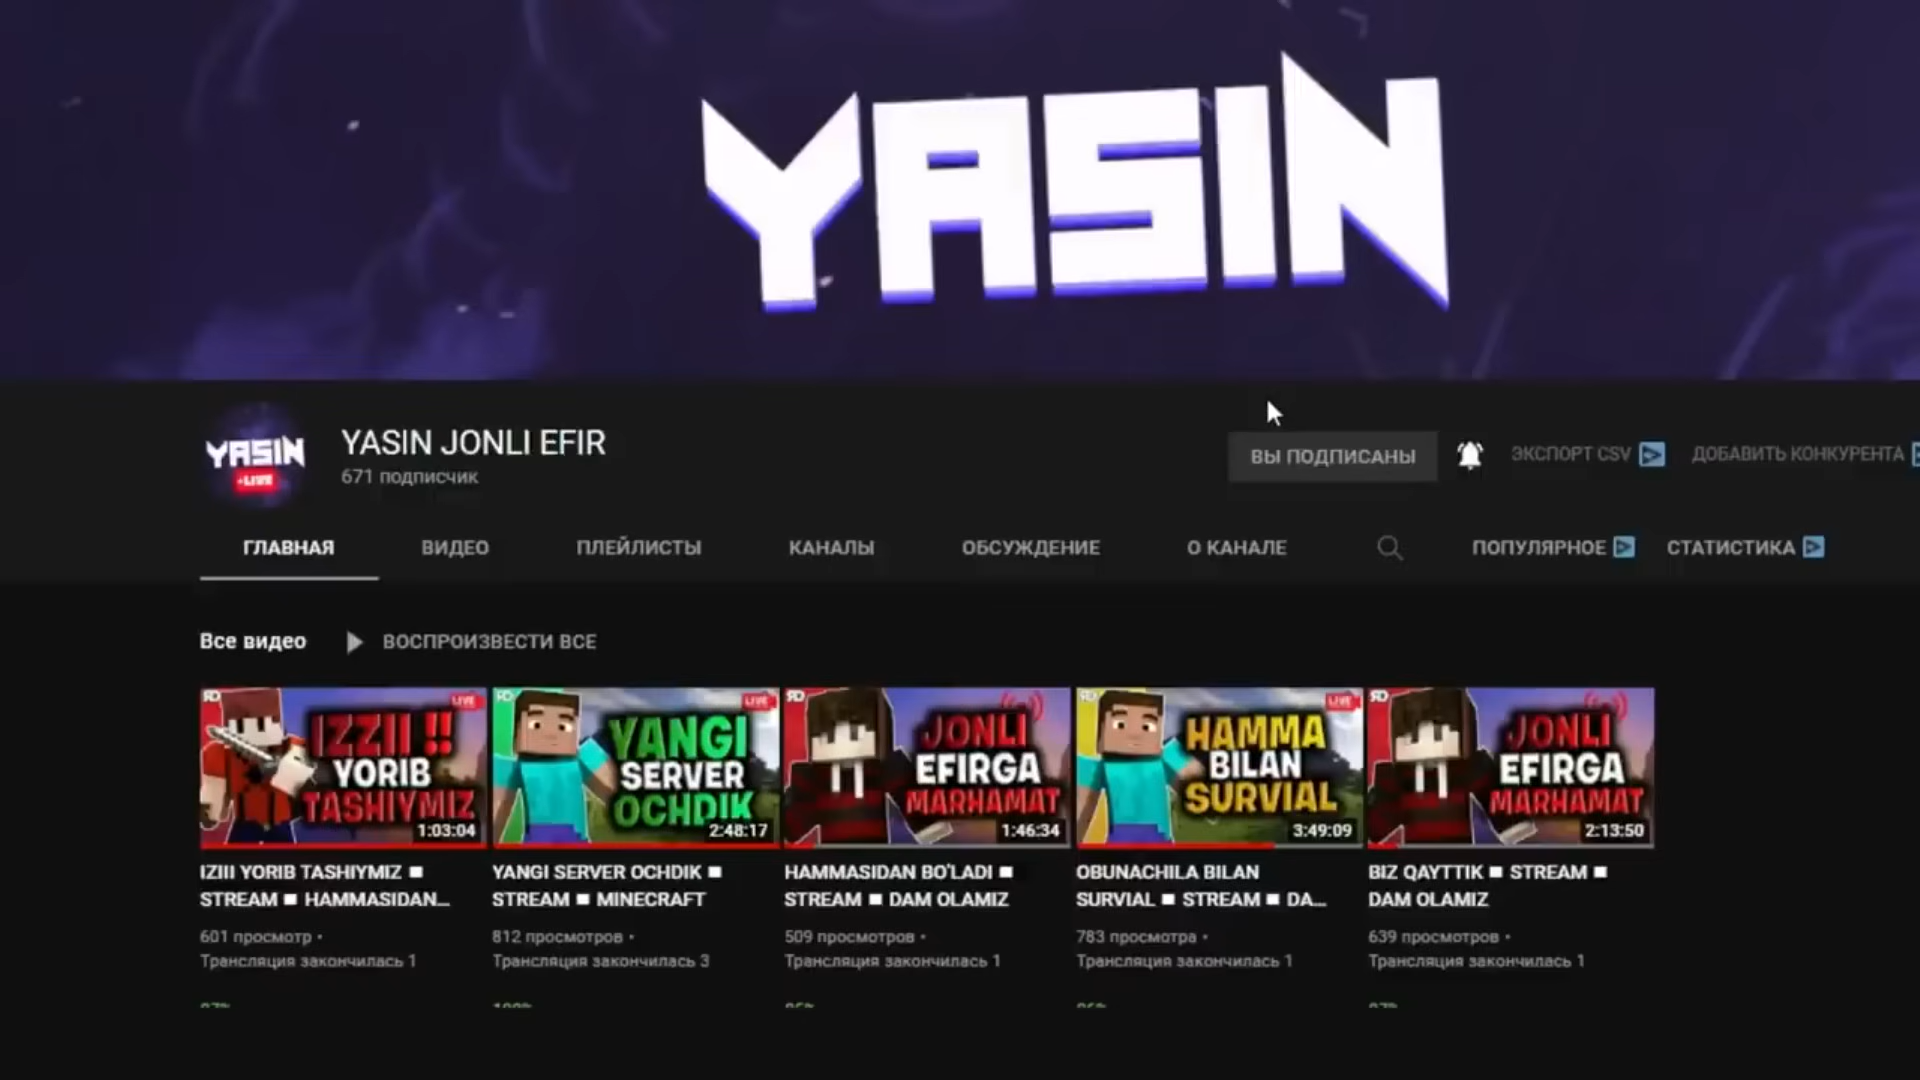 YASIN
YASIN
LIVE
YASIN JONLI EFIR
671 подписчик
ВЫ ПОДПИСАНЫ
ЭКСПОРТ CSV
ДОБАВИТЬ КОНКУРЕНТА
ГЛАВНАЯ
ВИДЕО
ПЛЕЙЛИСТЫ
КАНАЛЫ
ОБСУЖДЕНИЕ
О КАНАЛЕ
ПОПУЛЯРНОЕ
СТАТИСТИКА
Все видео
ВОСПРОИЗВЕСТИ ВСЕ
LIVE
IZZII !!
YORIB
TASHIYMIZ
1:03:04
IZIII YORIB TASHIYMIZ ■
STREAM ■ HAMMASIDAN...
601 просмотр •
Трансляция закончилась 1
LIVE
YANGI
SERVER
OCHDIK
2:48:17
YANGI SERVER OCHDIK ■
STREAM ■ MINECRAFT
812 просмотров •
Трансляция закончилась 3
JONLI
EFIRGA
MARHAMAT
1:46:34
HAMMASIDAN BO'LADI ■
STREAM ■ DAM OLAMIZ
509 просмотров •
Трансляция закончилась 1
LIVE
HAMMA
BILAN
SURVIAL
3:49:09
OBUNACHILA BILAN
SURVIAL ■ STREAM ■ DA...
783 просмотра •
Трансляция закончилась 1
JONLI
EFIRGA
MARHAMAT
2:13:50
BIZ QAYTTIK ■ STREAM ■
DAM OLAMIZ
639 просмотров •
Трансляция закончилась 1